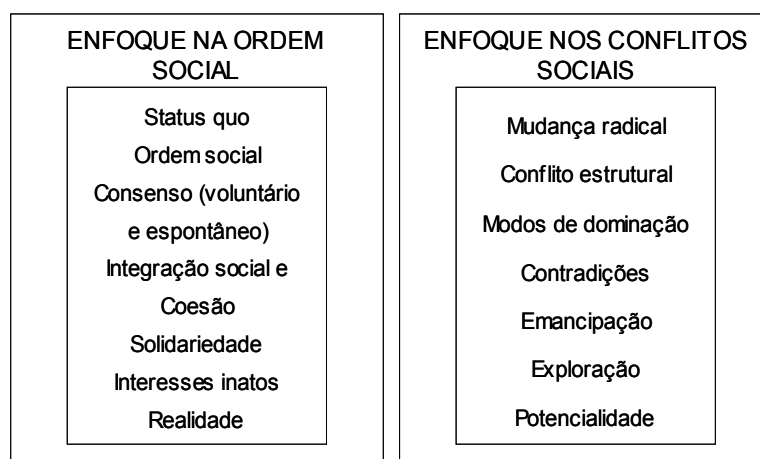 ENFOQUE NA ORDEM
SOCIAL
Status quo
Ordem social
Consenso (voluntário
e espontâneo)
Integração social e
Coesão
Solidariedade
Interesses inatos
Realidade
ENFOQUE NOS CONFLITOS
SOCIAIS
Mudança radical
Conflito estrutural
Modos de dominação
Contradições
Emancipação
Exploração
Potencialidade